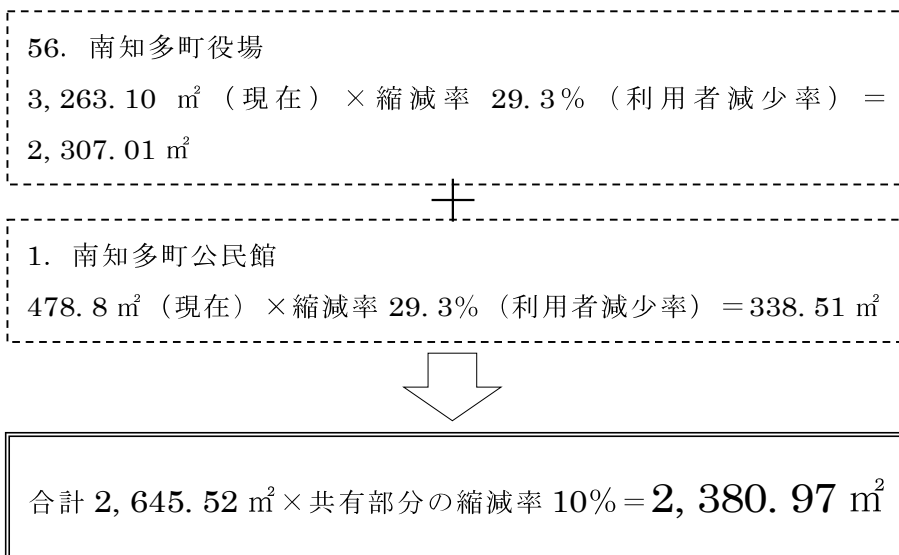 56. 南知多町役場
3,263.10 ㎡（現在）×縮減率 29.3%（利用者減少率）＝
2,307.01 ㎡
＋
1. 南知多町公民館
478.8 ㎡（現在）×縮減率 29.3%（利用者減少率）＝338.51 ㎡
合計 2,645.52 ㎡×共有部分の縮減率 10%＝2,380.97 ㎡